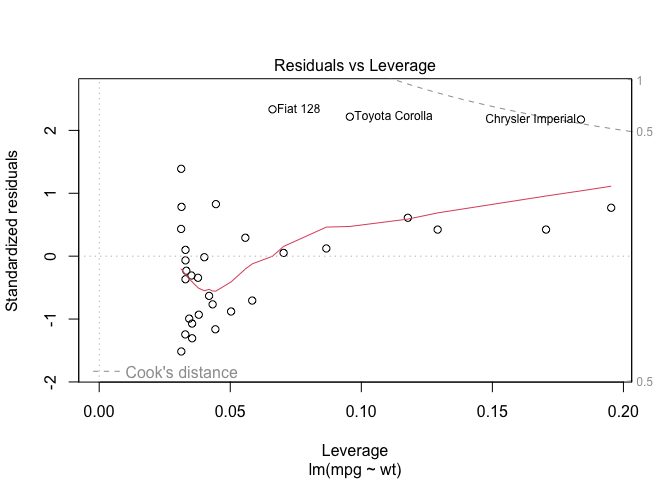 Residuals vs Leverage
1
Fiat 128
Toyota Corolla
Chrysler Imperial
0.5
2
1
0
-1
-2
Standardized residuals
Cook's distance
0.5
0.00 0.05 0.10 0.15 0.20
Leverage
lm(mpg ~ wt)